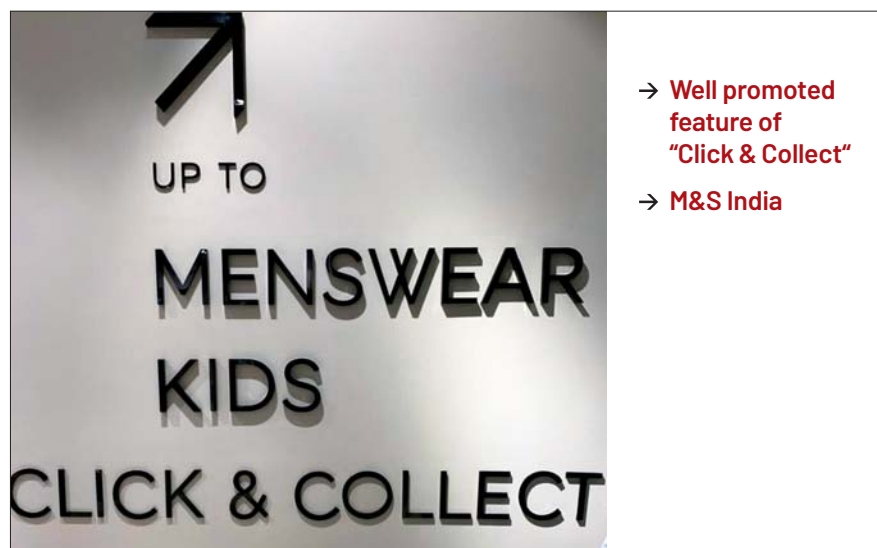 UP TO
MENSWEAR
KIDS
CLICK & COLLECT
→ Well promoted
feature of
“Click & Collect“
→ M&S India